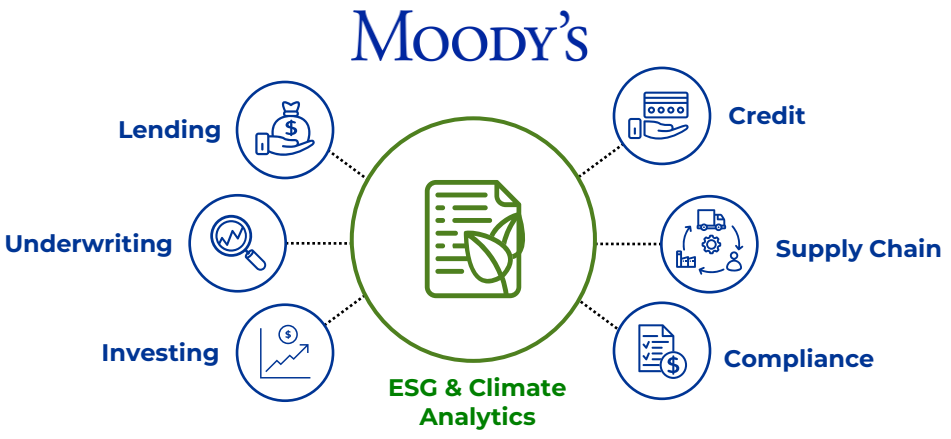 MOODY'S
Lending
Credit
Underwriting
Supply Chain
Investing
Compliance
ESG & Climate
Analytics
$
$
$